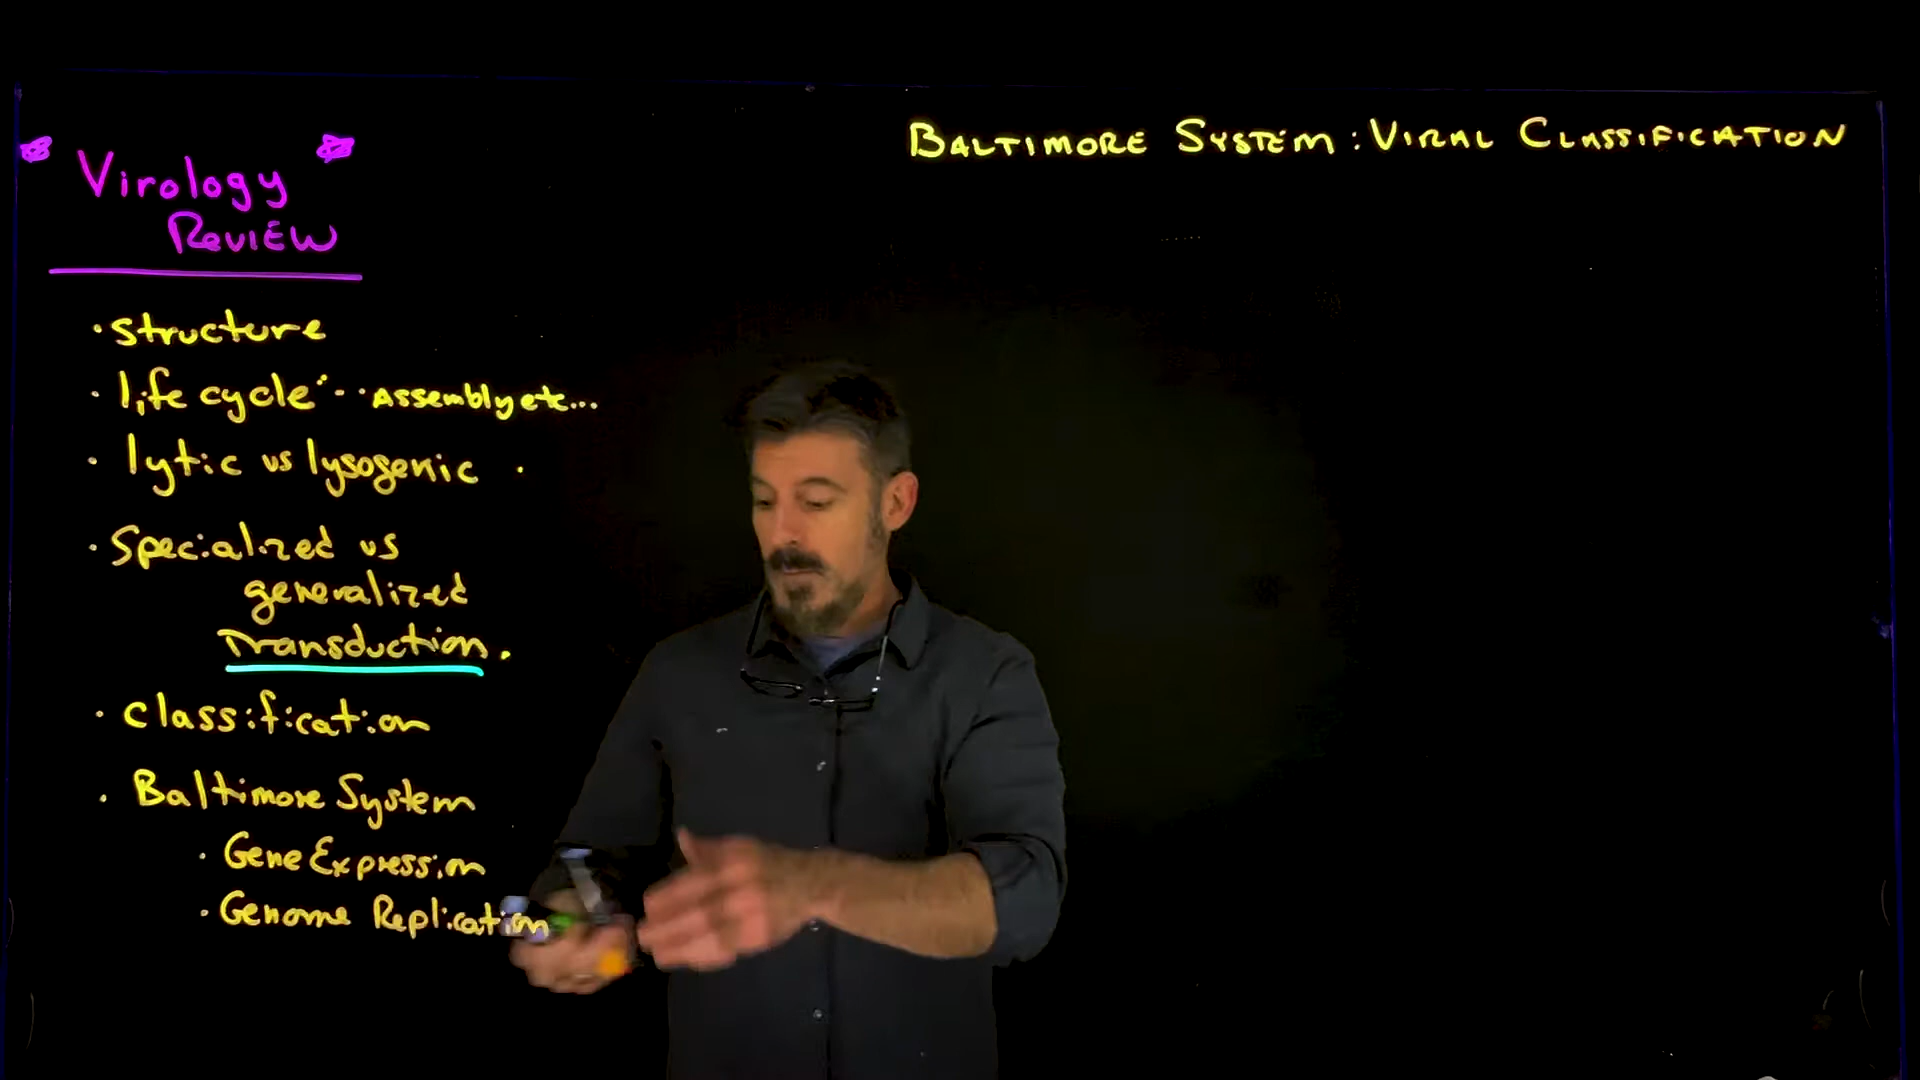 Virology
Review
• structure
• life cycle • - - • Assembly etc...
• lytic vs lysogenic •
• Specialized vs
generalized
Transduction.
• Classification
• Baltimore System
• Gene Expression
• Genome Replication
Baltimore System: Viral Classification